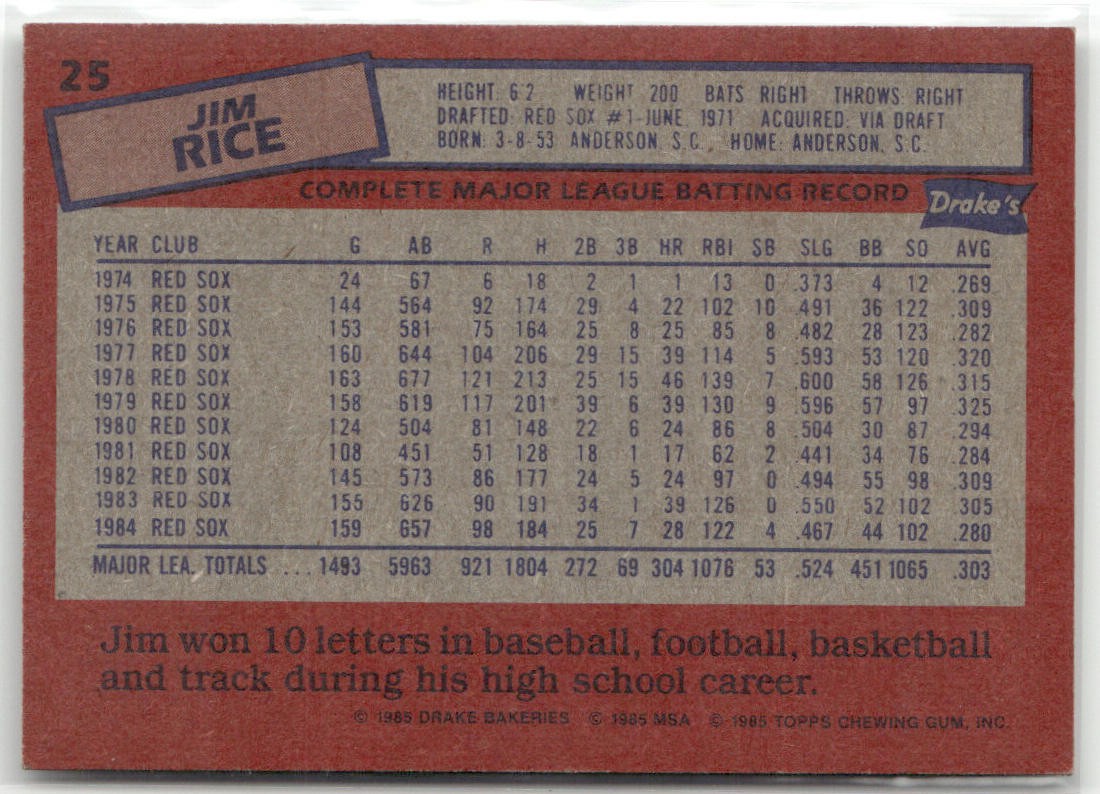 25
JIM
RICE
HEIGHT: 6'2 WEIGHT 200 BATS RIGHT THROWS: RIGHT
DRAFTED: RED SOX #1-JUNE, 1971 ACQUIRED: VIA DRAFT
BORN: 3-8-53 ANDERSON, S.C., HOME: ANDERSON, S.C.
COMPLETE MAJOR LEAGUE BATTING RECORD
Drake's
YEAR CLUB G AB R H 2B 3B HR RBI SB SLG BB SO AVG
1974 RED SOX 24 67 6 18 2 1 1 13 0 .373 4 12 .269
1975 RED SOX 144 564 92 174 29 4 22 102 10 .491 36 122 .309
1976 RED SOX 153 581 75 164 25 8 25 85 8 .482 28 123 .282
1977 RED SOX 160 644 104 206 29 15 39 114 5 .593 53 120 .320
1978 RED SOX 163 677 121 213 25 15 46 139 7 .600 58 126 .315
1979 RED SOX 158 619 117 201 39 6 39 130 9 .596 57 97 .325
1980 RED SOX 124 504 81 148 22 6 24 86 8 .504 30 87 .294
1981 RED SOX 108 451 51 128 18 1 17 62 2 .441 34 76 .284
1982 RED SOX 145 573 86 177 24 5 24 97 0 .494 55 98 .309
1983 RED SOX 155 626 90 191 34 1 39 126 0 .550 52 102 .305
1984 RED SOX 159 657 98 184 25 7 28 122 4 .467 44 102 .280
MAJOR LEA. TOTALS ... 1493 5963 921 1804 272 69 304 1076 53 .524 451 1065 .303
Jim won 10 letters in baseball, football, basketball
and track during his high school career.
© 1985 DRAKE BAKERIES © 1985 MSA © 1985 TOPPS CHEWING GUM, INC.